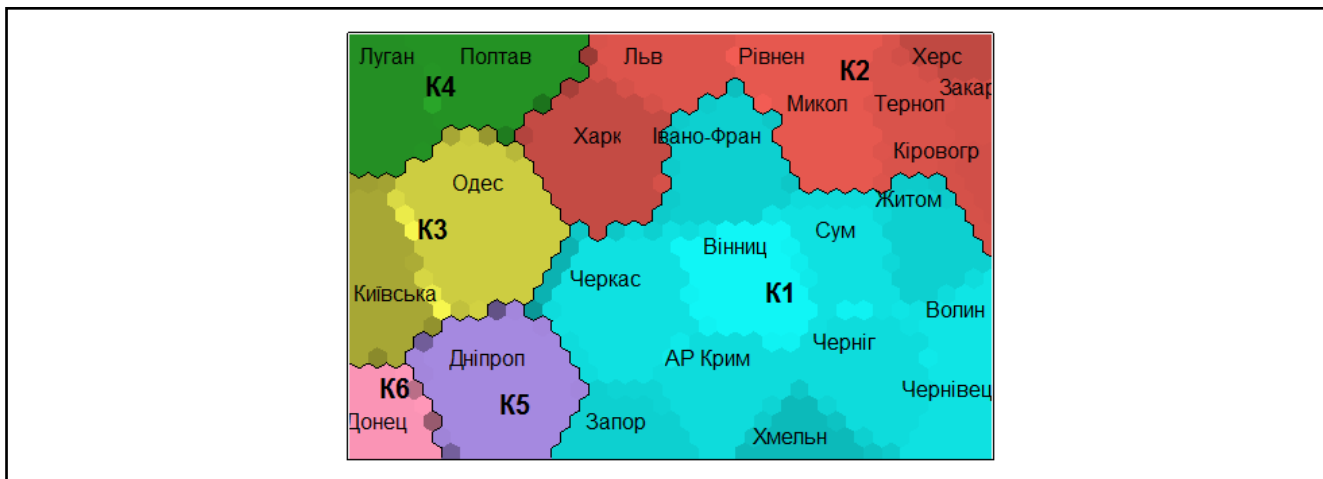 Луган Полтав Льв Рівнен Херс
К4 К2
Закар
Микоп Терноп
Харк Івано-Фран
Кіровогр
Одес Житом
К3 Сум
Вінниц
Черкас
Київська К1
Волин
Черніг
Дніпроп АР Крим
К6 Чернівец
К5
Донец Запор
Хмельн